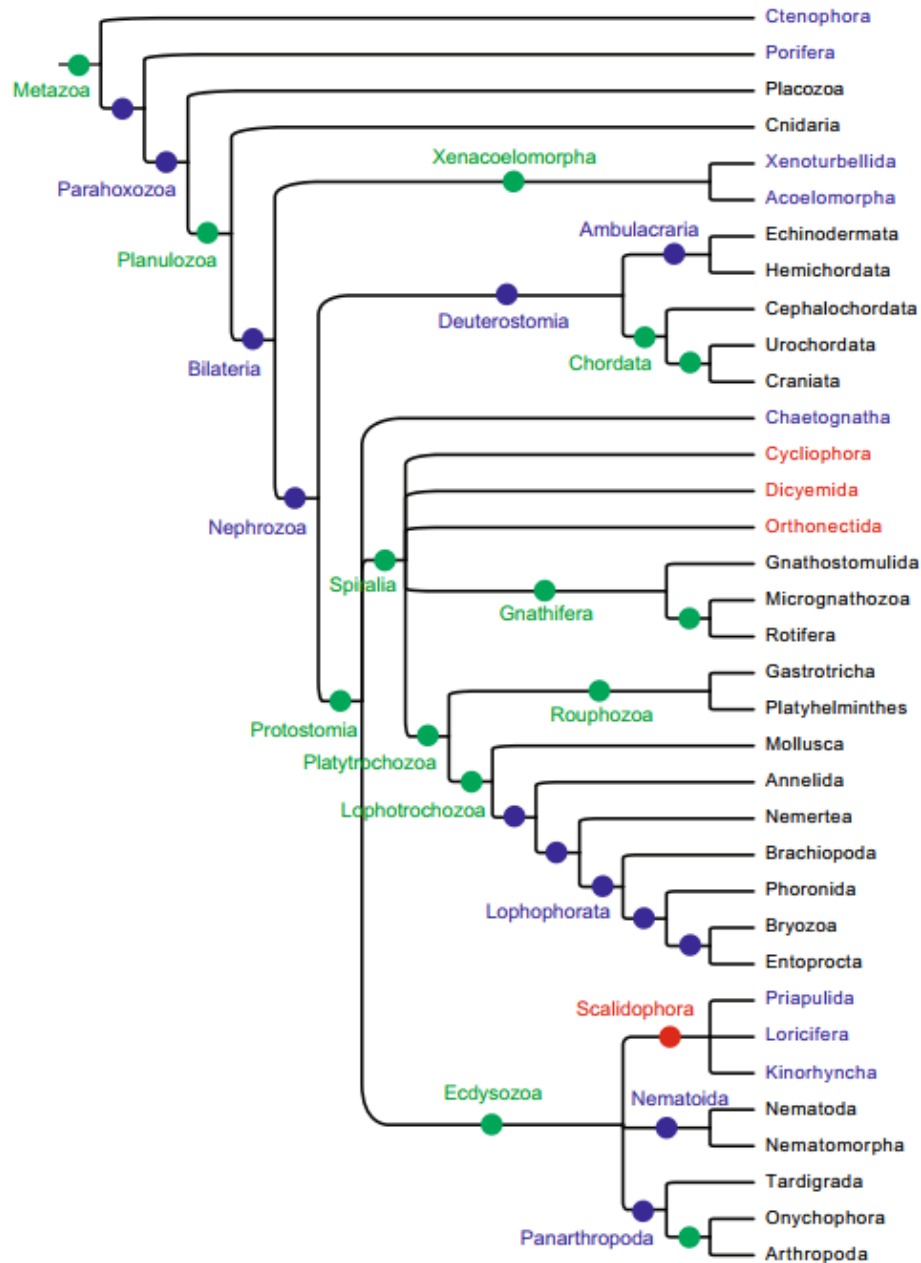 Ctenophora
Porifera
Metazoa
Placozoa
Cnidaria
Xenacoelomorpha
Xenoturbellida
Parahoxozoa
Acoelomorpha
Ambulacraria
Echinodermata
Planulozoa
Hemichordata
Cephalochordata
Deuterostomia
Urochordata
Chordata
Bilateria
Craniata
Chaetognatha
Cycliophora
Dicyemida
Nephrozoa
Orthonectida
Gnathostomulida
Spiralia
Micrognathozoa
Gnathifera
Rotifera
Gastrotricha
Platyhelminthes
Rouphozoa
Protostomia
Mollusca
Platytrochozoa
Annelida
Lophotrochozoa
Nemertea
Brachiopoda
Phoronida
Lophophorata
Bryozoa
Entoprocta
Priapulida
Scalidophora
Loricifera
Kinorhyncha
Ecdysozoa
Nematoida
Nematoda
Nematomorpha
Tardigrada
Onychophora
Panarthropoda
Arthropoda